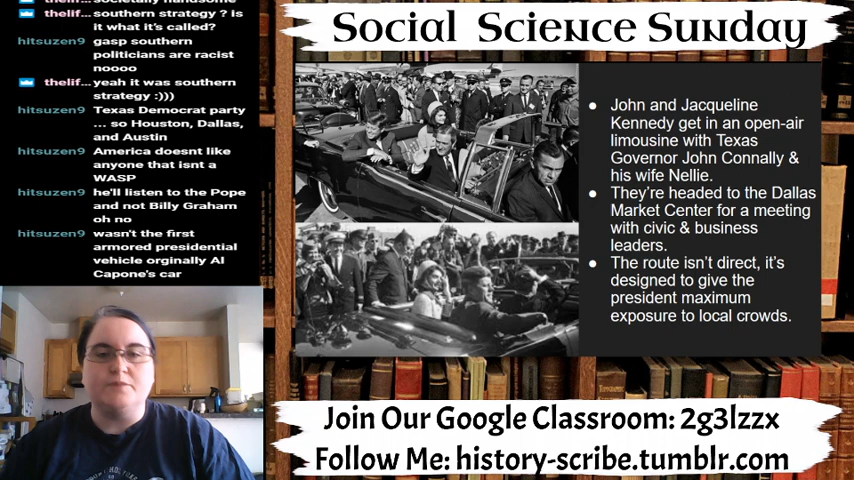 thelif... societally handsome
thelif... southern strategy ? is
it what it's called?
hitsuzen9 gasp southern
politicians are racist
noooo
thelif... yeah it was southern
strategy :)))
hitsuzen9 Texas Democrat party
... so Houston, Dallas,
and Austin
hitsuzen9 America doesnt like
anyone that isnt a
WASP
hitsuzen9 he'll listen to the Pope
and not Billy Graham
oh no
hitsuzen9 wasn't the first
armored presidential
vehicle orginally Al
Capone's car
Social Science Sunday
● John and Jacqueline
Kennedy get in an open-air
limousine with Texas
Governor John Connally &
his wife Nellie.
● They're headed to the Dallas
Market Center for a meeting
with civic & business
leaders.
● The route isn't direct, it's
designed to give the
president maximum
exposure to local crowds.
Join Our Google Classroom: 2g3lzzx
Follow Me: history-scribe.tumblr.com